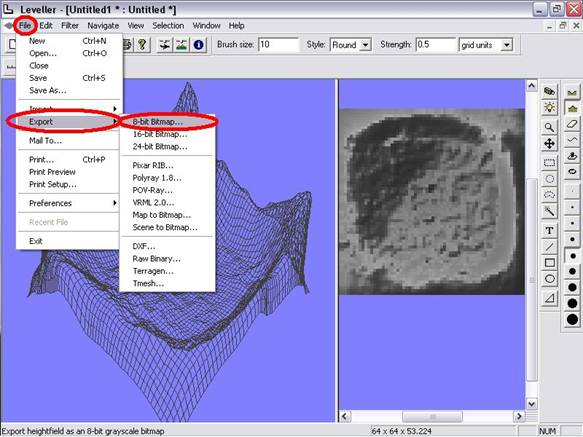 Leveller - [Untitled1 * : Untitled *]
File Edit Filter Navigate View Selection Window Help
Brush size: 10 Style: Round Strength: 0.5 grid units
New Ctrl+N
Open... Ctrl+O
Close
Save Ctrl+S
Save As...
Import
Export
Mail To...
Print... Ctrl+P
Print Preview
Print Setup...
Preferences
Recent File
Exit
8-bit Bitmap...
16-bit Bitmap...
24-bit Bitmap...
Pixar RIB...
Polyray 1.8...
POV-Ray...
VRML 2.0...
Map to Bitmap...
Scene to Bitmap...
DXF...
Raw Binary...
Terragen...
Tmesh...
T
Export heightfield as an 8-bit grayscale bitmap
64 x 64 x 53.224
NUM